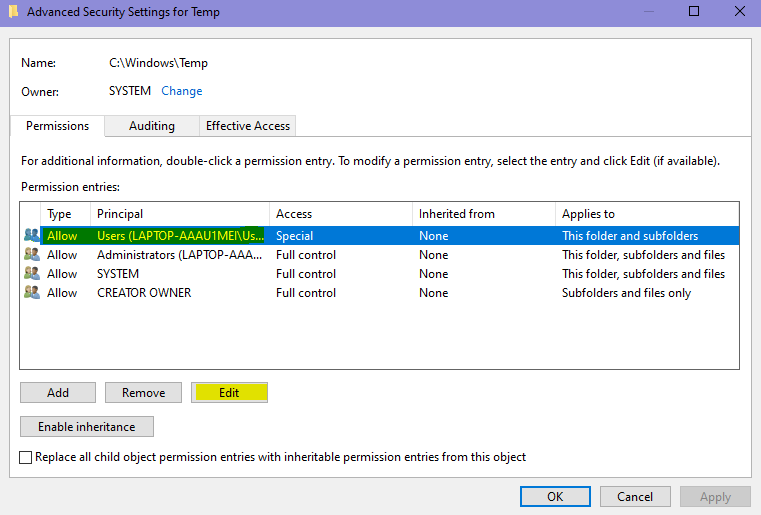 Advanced Security Settings for Temp
Name: C:\Windows\Temp
Owner: SYSTEM Change
Permissions Auditing Effective Access
For additional information, double-click a permission entry. To modify a permission entry, select the entry and click Edit (if available).
Permission entries:
Type Principal Access Inherited from Applies to
Allow Users (LAPTOP-AAAU1MEI\Us... Special None This folder and subfolders
Allow Administrators (LAPTOP-AAA... Full control None This folder, subfolders and files
Allow SYSTEM Full control None This folder, subfolders and files
Allow CREATOR OWNER Full control None Subfolders and files only
Add Remove Edit
Enable inheritance
Replace all child object permission entries with inheritable permission entries from this object
OK Cancel Apply